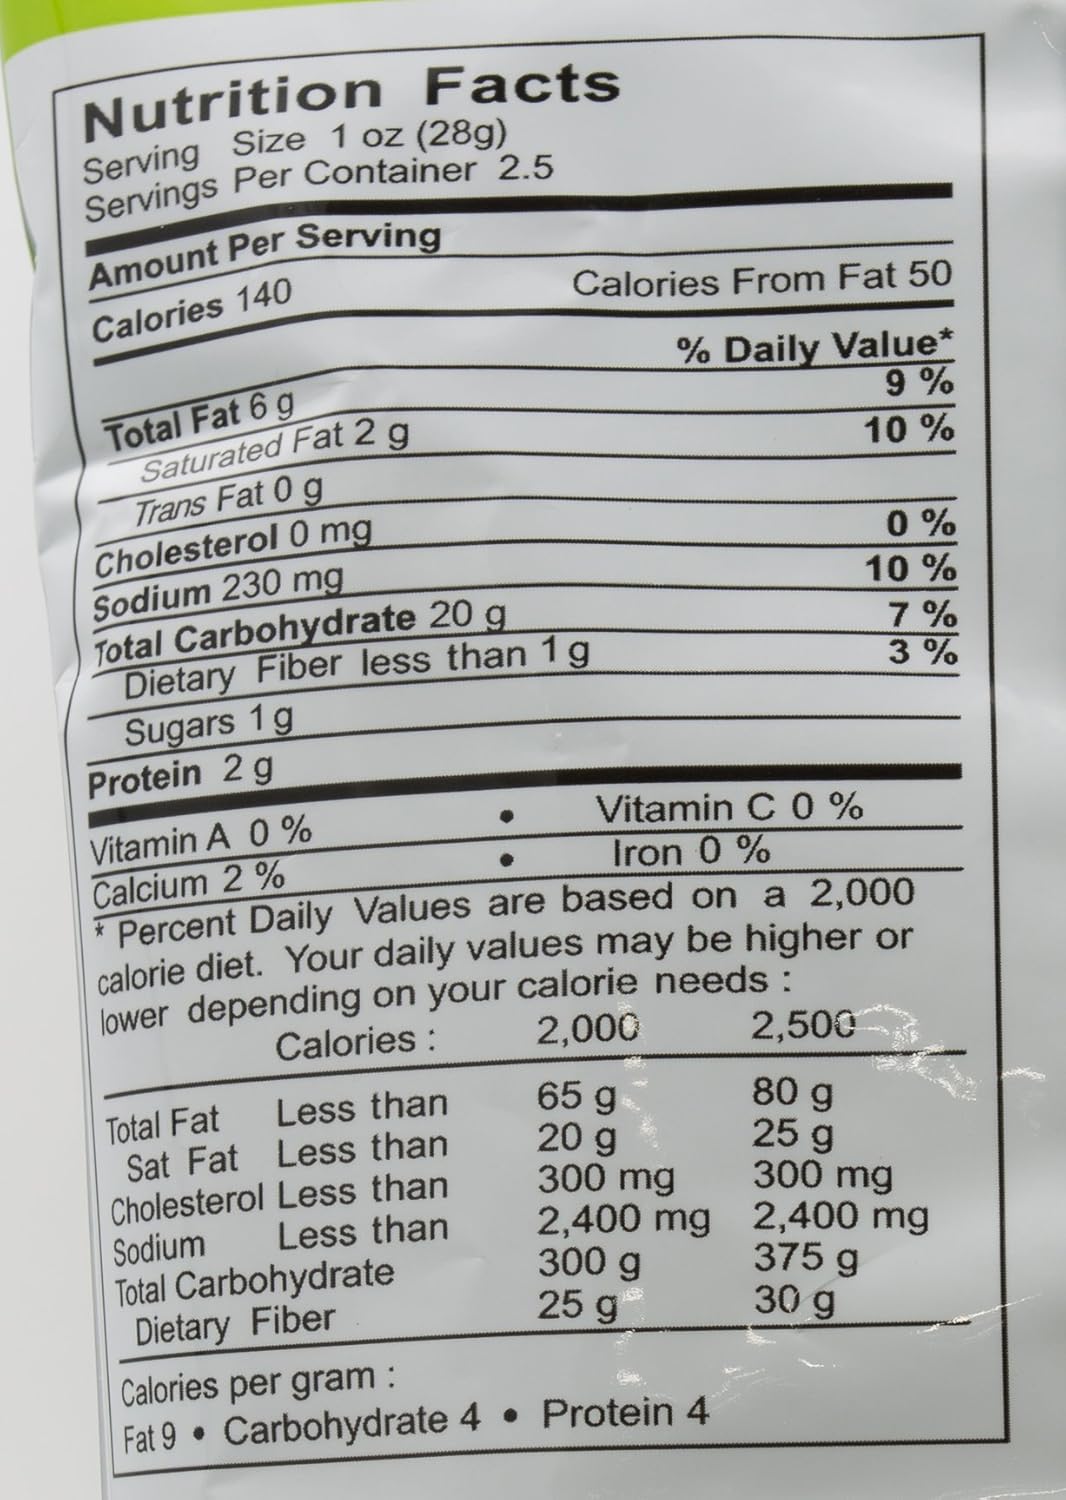 Nutrition Facts
Serving Size 1 oz (28g)
Servings Per Container 2.5
Amount Per Serving
Calories 140 Calories From Fat 50
% Daily Value*
Total Fat 6 g 9 %
Saturated Fat 2 g 10 %
Trans Fat 0 g
Cholesterol 0 mg 0 %
Sodium 230 mg 10 %
Total Carbohydrate 20 g 7 %
Dietary Fiber less than 1 g 3 %
Sugars 1 g
Protein 2 g
Vitamin A 0 % • Vitamin C 0 %
Calcium 2 % • Iron 0 %
* Percent Daily Values are based on a 2,000
calorie diet. Your daily values may be higher or
lower depending on your calorie needs :
Calories : 2,000 2,500
Total Fat Less than 65 g 80 g
Sat Fat Less than 20 g 25 g
Cholesterol Less than 300 mg 300 mg
Sodium Less than 2,400 mg 2,400 mg
Total Carbohydrate 300 g 375 g
Dietary Fiber 25 g 30 g
Calories per gram :
Fat 9 • Carbohydrate 4 • Protein 4